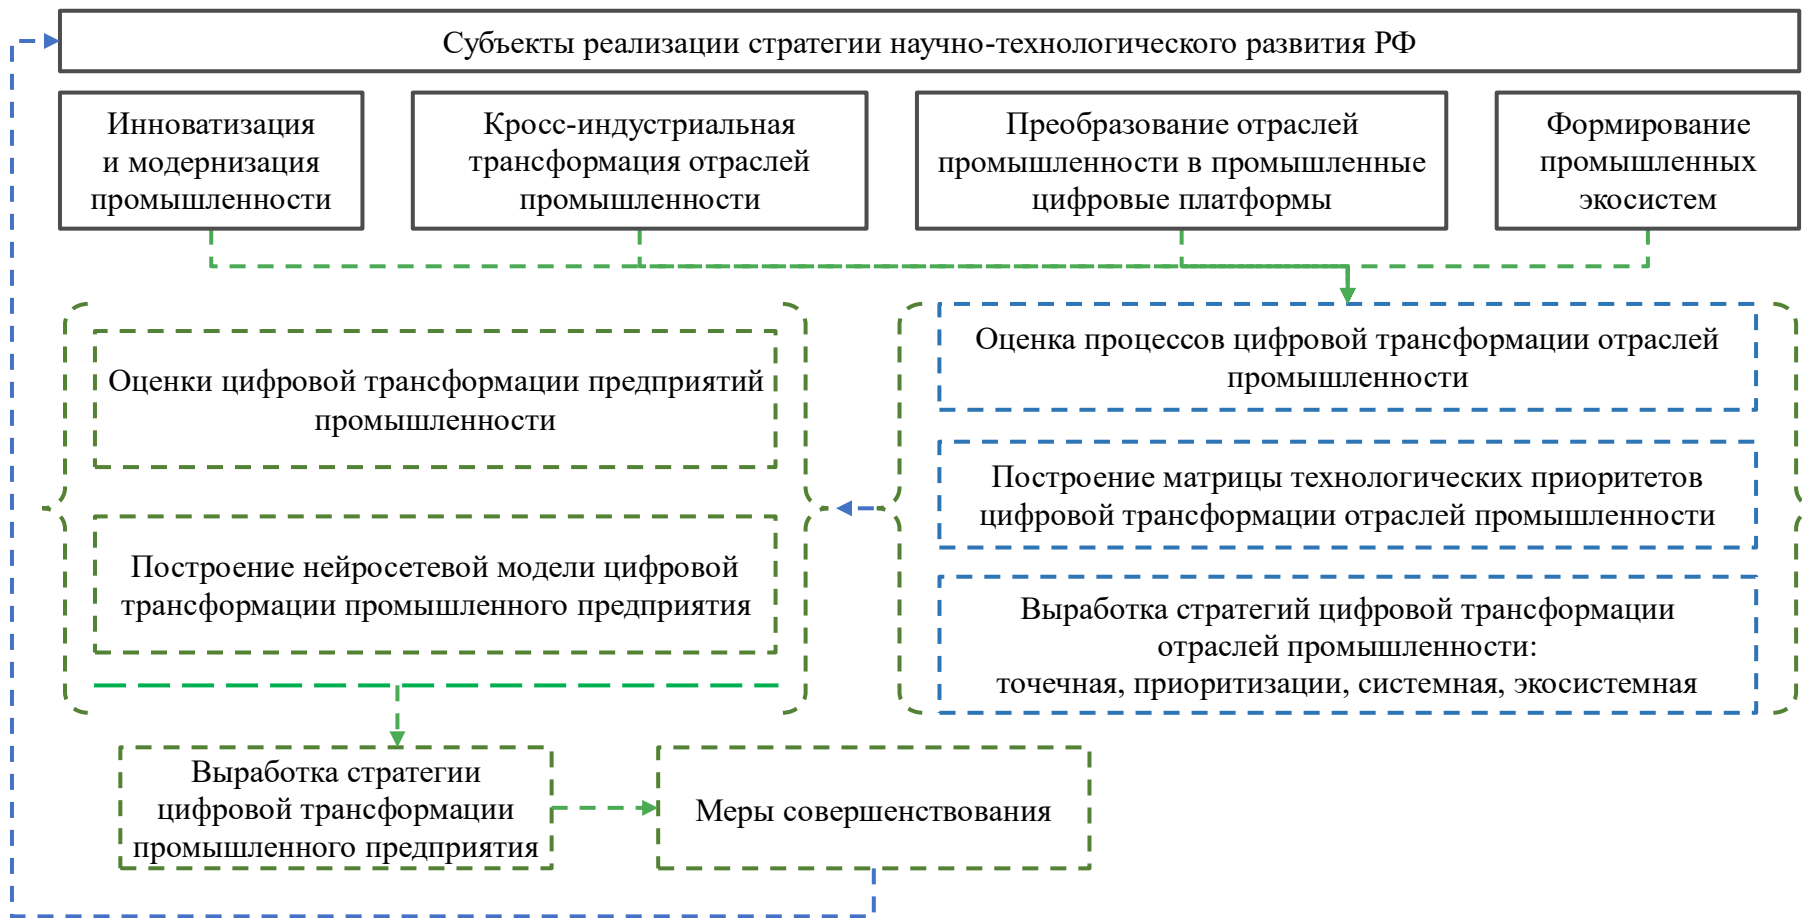 Субъекты реализации стратегии научно-технологического развития РФ
Инноватизация
и модернизация
промышленности
Кросс-индустриальная
трансформация отраслей
промышленности
Преобразование отраслей
промышленности в промышленные
цифровые платформы
Формирование
промышленных
экосистем
Оценка процессов цифровой трансформации отраслей
промышленности
Построение матрицы технологических приоритетов
цифровой трансформации отраслей промышленности
Выработка стратегий цифровой трансформации
отраслей промышленности:
точечная, приоритизации, системная, экосистемная
Оценки цифровой трансформации предприятий
промышленности
Построение нейросетевой модели цифровой
трансформации промышленного предприятия
Выработка стратегии
цифровой трансформации
промышленного предприятия
Меры совершенствования